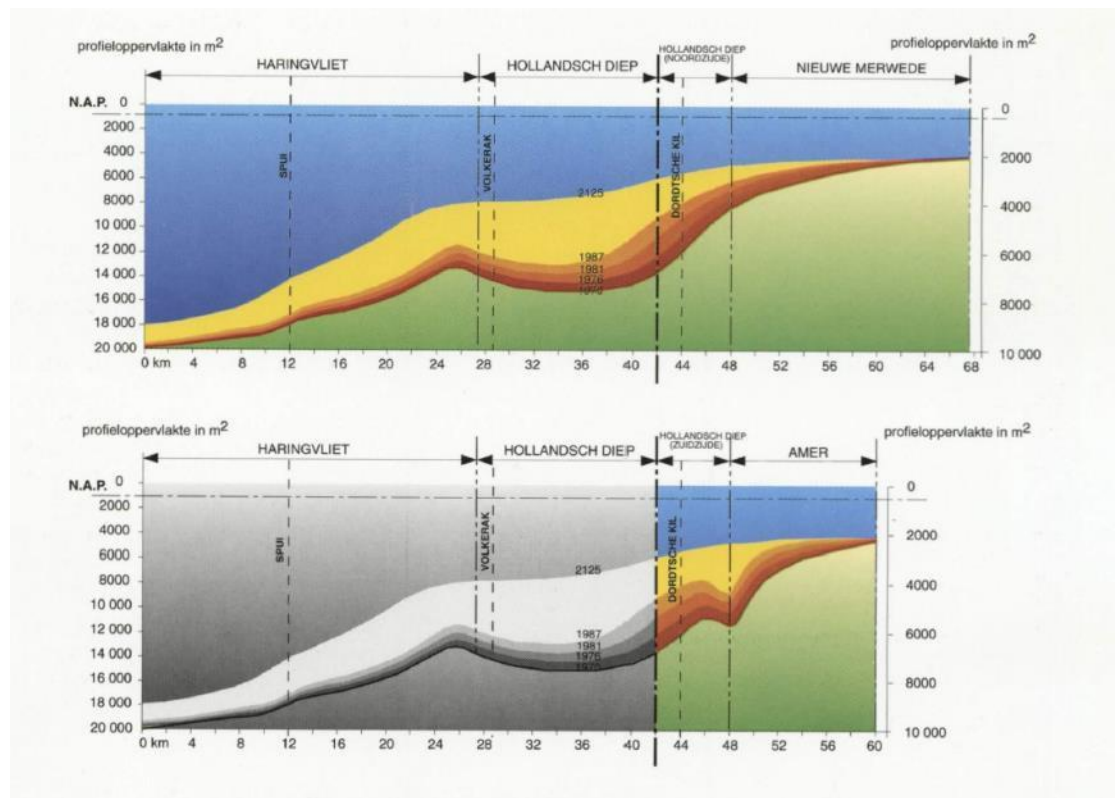 profieloppervlakte in m2 profieloppervlakte in m2
HARINGVLIET HOLLANDSCH DIEP HOLLANDSCH DIEP (NOORDZIJDE) NIEUWE MERWEDE
N.A.P. 0 0
2000
4000 2000
6000
8000 4000
10 000
12 000 6000
14 000
16 000 8000
18 000
20 000 10 000
SPUI
VOLKERAK
DORDTSCHE KIL
2125
1987
1981
1976
0 km 4 8 12 16 20 24 28 32 36 40 44 48 52 56 60 64 68
profieloppervlakte in m2 profieloppervlakte in m2
HARINGVLIET HOLLANDSCH DIEP HOLLANDSCH DIEP (ZUIDZIJDE) AMER
N.A.P. 0 0
2000
4000 2000
6000
8000 4000
10 000
12 000 6000
14 000
16 000 8000
18 000
20 000 10 000
SPUI
VOLKERAK
DORDTSCHE KIL
2125
1987
1981
1976
0 km 4 8 12 16 20 24 28 32 36 40 44 48 52 56 60